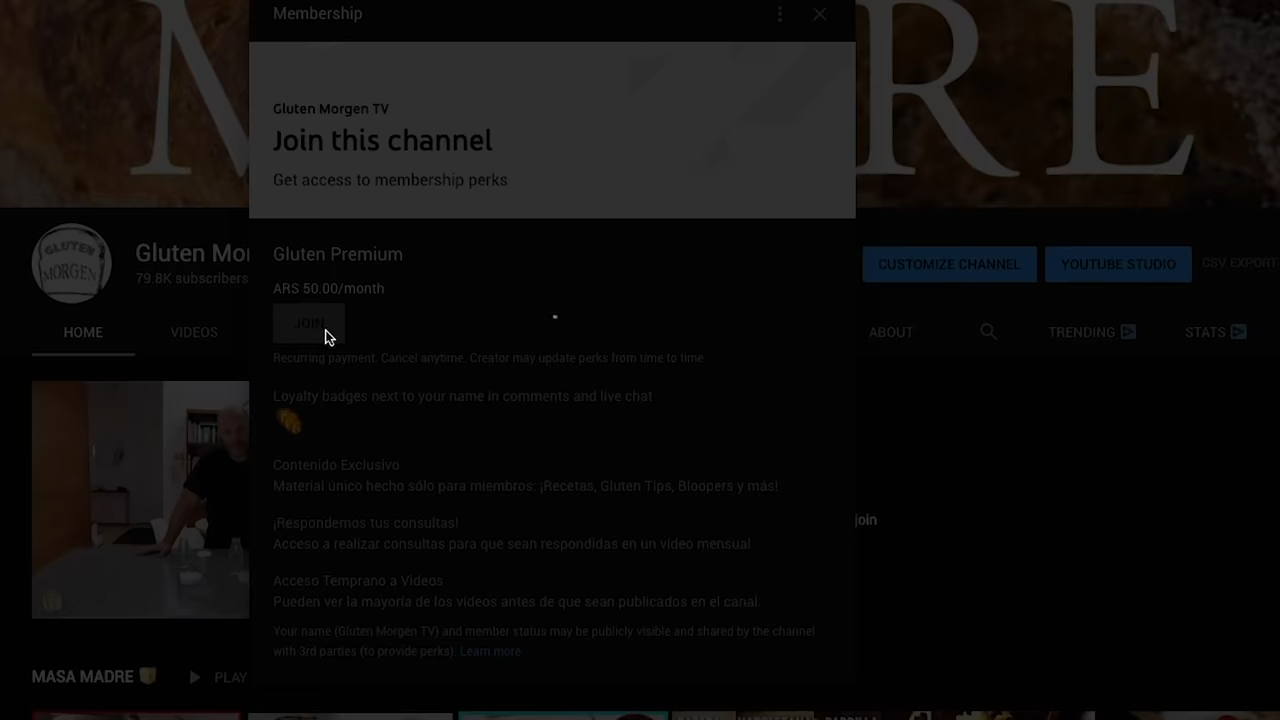 Membership
M RE
Gluten Morgen TV
Join this channel
Get access to membership perks
GLUTEN
MORGEN
Gluten Mor
79.8K subscribers
Gluten Premium
ARS 50.00/month
JOIN
Recurring payment. Cancel anytime. Creator may update perks from time to time
CUSTOMIZE CHANNEL
YOUTUBE STUDIO
CSV EXPORT
HOME
VIDEOS
ABOUT
TRENDING
STATS
Loyalty badges next to your name in comments and live chat
Contenido Exclusivo
Material único hecho sólo para miembros: ¡Recetas, Gluten Tips, Bloopers y más!
¡Respondemos tus consultas!
Acceso a realizar consultas para que sean respondidas en un video mensual
join
Acceso Temprano a Videos
Pueden ver la mayoría de los videos antes de que sean publicados en el canal.
Your name (Gluten Morgen TV) and member status may be publicly visible and shared by the channel
with 3rd parties (to provide perks). Learn more
MASA MADRE
PLAY